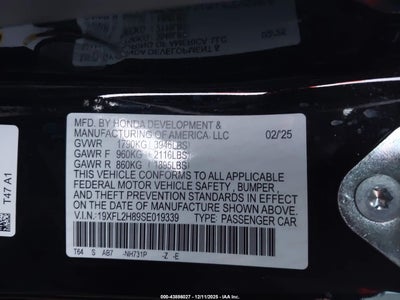 MFD. BY HONDA DEVELOPMENT &
MANUFACTURING OF AMERICA, LLC 02/'25
GVWR 1790KG(3946LBS)
GAWR F 960KG(2116LBS)
GAWR R 860KG(1895LBS)
THIS VEHICLE CONFORMS TO ALL APPLICABLE
FEDERAL MOTOR VEHICLE SAFETY, BUMPER,
AND THEFT PREVENTION STANDARDS IN
EFFECT ON THE DATE OF MANUFACTURE
SHOWN ABOVE.
V.I.N.: 19XFL2H89SE019339 TYPE: PASSENGER CAR
T64 S AB7 -NH731P -Z -E
T47 A1
000-43898027 - 12/11/2025 - iaai.com